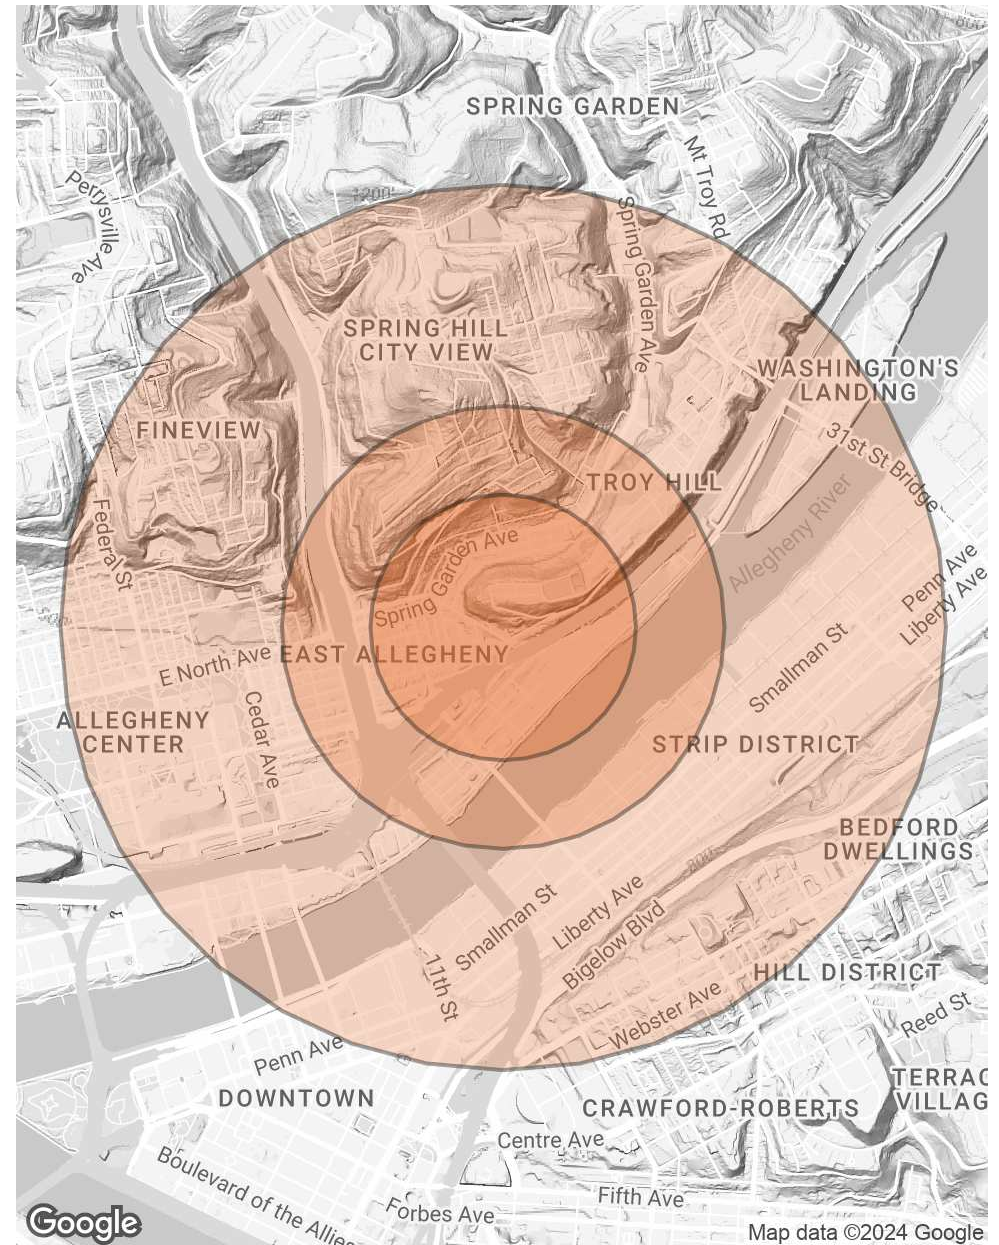 800'
SPRING GARDEN
Mt Troy Rd
Perrysville Ave
1200'
Spring Garden Ave
SPRING HILL
CITY VIEW
WASHINGTON'S
LANDING
FINEVIEW
31st St Bridge
TROY HILL
Federal St
Allegheny River
Spring Garden Ave
Penn Ave
Liberty Ave
E North Ave
EAST ALLEGHENY
Smallman St
Cedar Ave
ALLEGHENY
CENTER
STRIP DISTRICT
BEDFORD
DWELLINGS
800'
Smallman St
Liberty Ave
Bigelow Blvd
11th St
HILL DISTRICT
Webster Ave
Reed St
Penn Ave
DOWNTOWN
TERRAC
VILLAG
CRAWFORD-ROBERTS
Centre Ave
Boulevard of the Allies
Fifth Ave
Forbes Ave
Google
Map data ©2024 Google